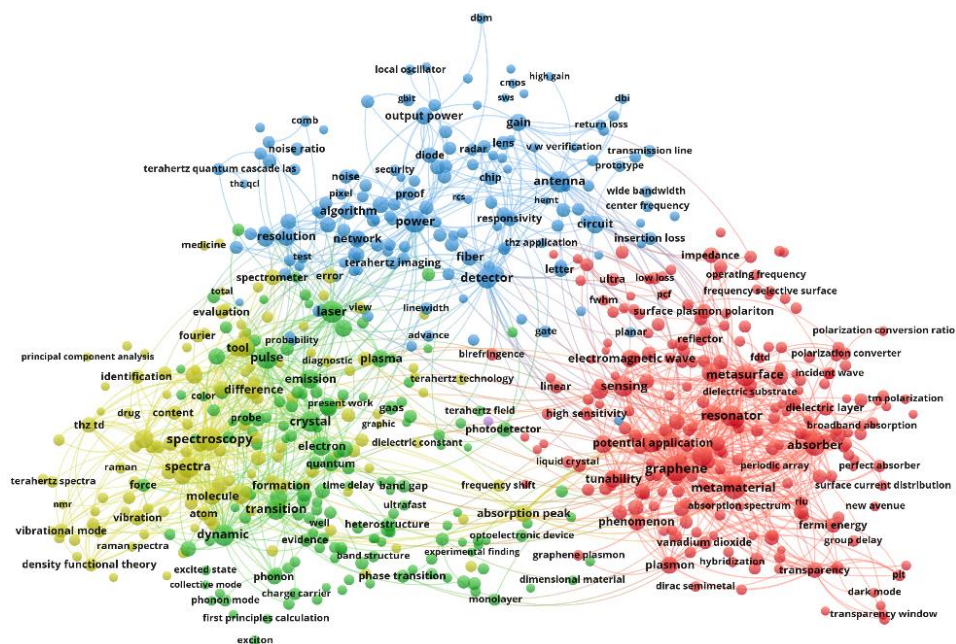 dbm
local oscillator
high gain
cmos
gbit
sws
dbi
output power
gain
return loss
comb
noise ratio
diode
radar
lens
v w verification
transmission line
prototype
terahertz quantum cascade las
security
chip
antenna
thz qcl
noise
pixel
proof
rcs
hemt
wide bandwidth
center frequency
algorithm
power
responsivity
circuit
resolution
network
insertion loss
medicine
test
terahertz imaging
fiber
thz application
letter
impedance
spectrometer
error
detector
ultra
low loss
operating frequency
total
fwhm
pcf
frequency selective surface
evaluation
laser
view
linewidth
surface plasmon polariton
fourier
probability
advance
gate
planar
reflector
polarization conversion ratio
tool
principal component analysis
pulse
diagnostic
plasma
birefringence
electromagnetic wave
fdtd
polarization converter
identification
difference
emission
terahertz technology
linear
sensing
metasurface
incident wave
color
dielectric substrate
drug
content
probe
present work
gaas
terahertz field
high sensitivity
resonator
dielectric layer
tm polarization
thz td
crystal
graphic
photodetector
broadband absorption
spectroscopy
electron
dielectric constant
potential application
absorber
raman
spectra
quantum
liquid crystal
graphene
periodic array
perfect absorber
terahertz spectra
force
formation
time delay
band gap
frequency shift
tunability
metamaterial
surface current distribution
nmr
molecule
atom
transition
ultrafast
absorption peak
absorption spectrum
riu
new avenue
vibrational mode
vibration
well
heterostructure
phenomenon
fermi energy
dynamic
evidence
optoelectronic device
vanadium dioxide
group delay
raman spectra
band structure
experimental finding
graphene plasmon
hybridization
density functional theory
excited state
phonon
phase transition
plasmon
transparency
pit
collective mode
dimensional material
dirac semimetal
phonon mode
charge carrier
monolayer
dark mode
first principles calculation
transparency window
exciton